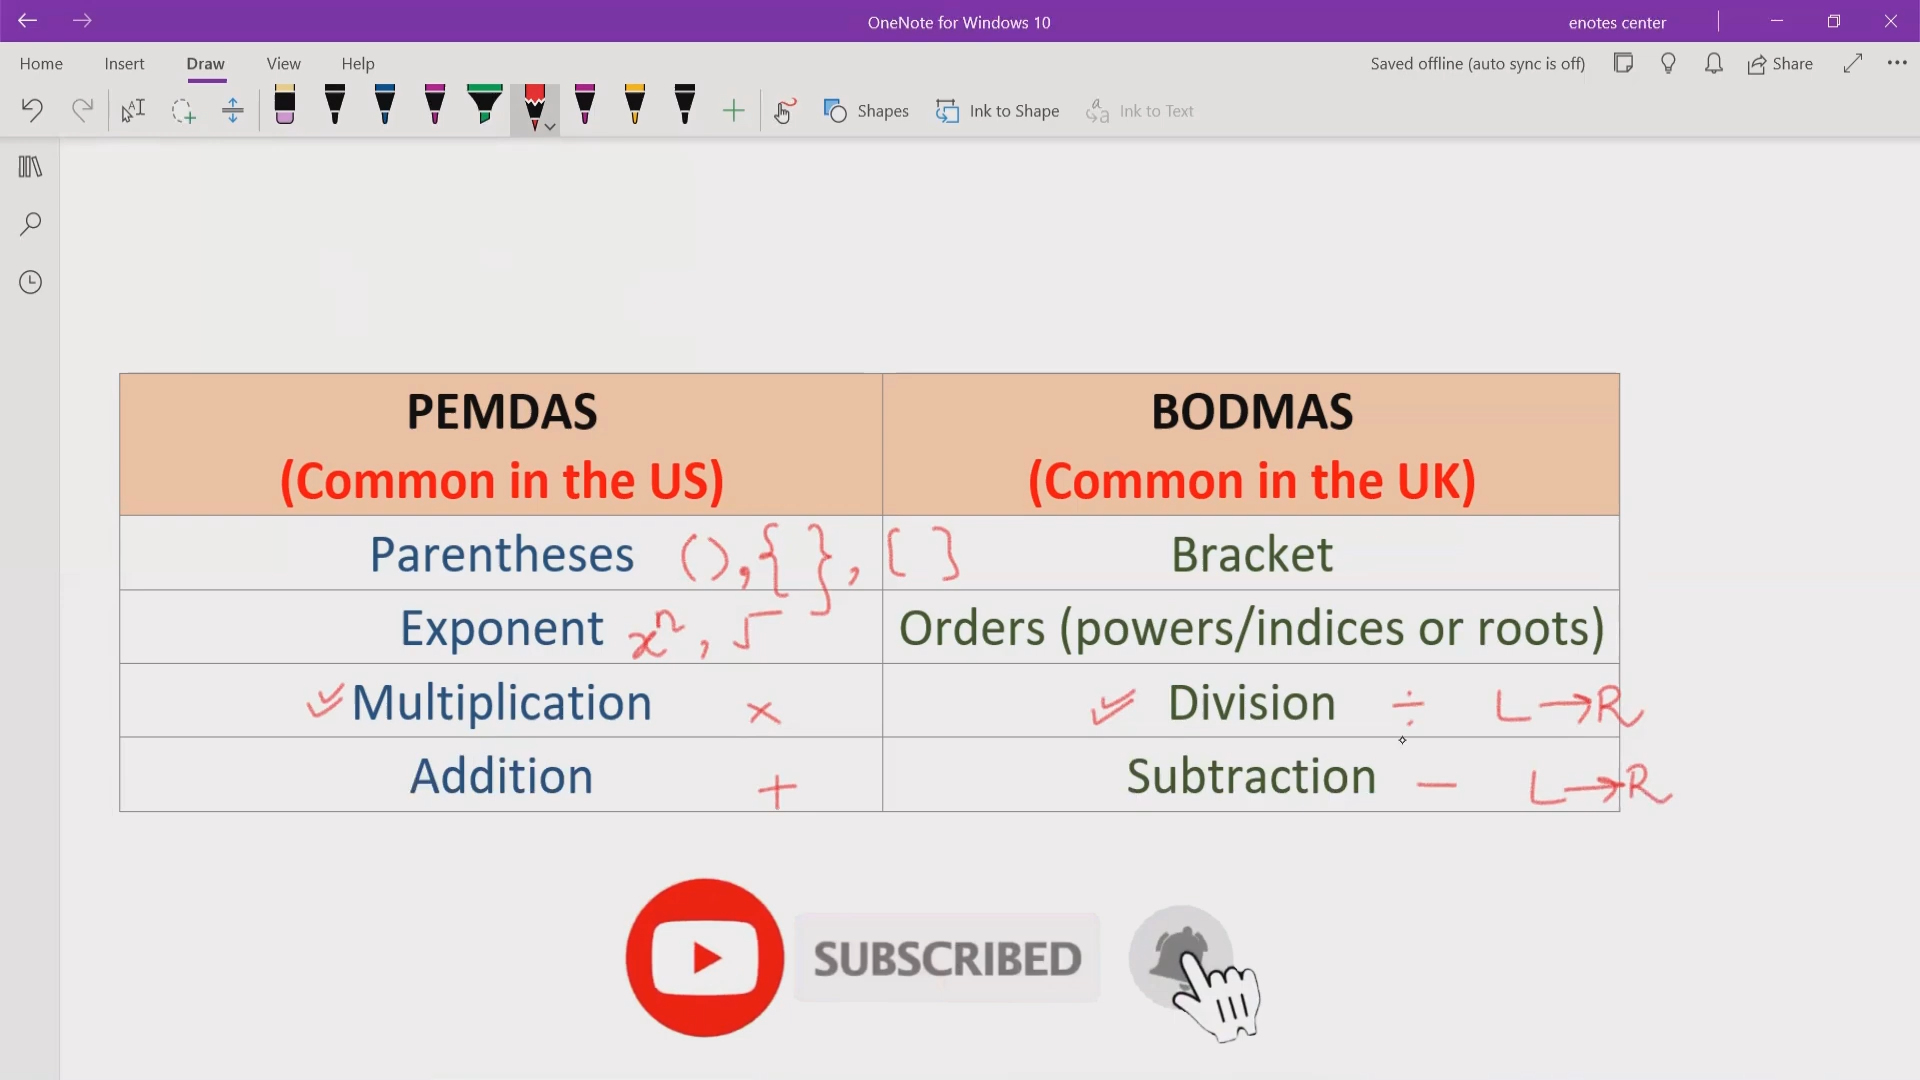 OneNote for Windows 10
enotes center
Home Insert Draw View Help
Saved offline (auto sync is off)
Share
Shapes
Ink to Shape
Ink to Text
PEMDAS
(Common in the US)
BODMAS
(Common in the UK)
Parentheses (), { }, [ ]
Bracket
Exponent xⁿ, √
Orders (powers/indices or roots)
Multiplication ×
Division ÷ L→R
Addition +
Subtraction − L→R
SUBSCRIBED